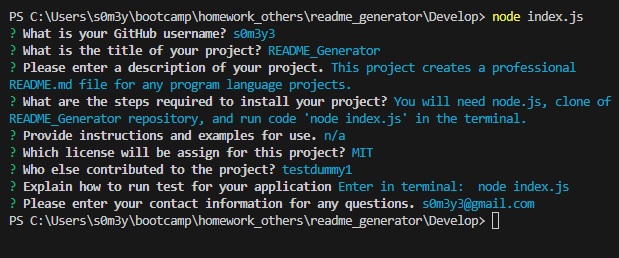 PS C:\Users\s0m3y\bootcamp\homework_others\readme_generator\Develop> node index.js
? What is your GitHub username? s0m3y3
? What is the title of your project? README_Generator
? Please enter a description of your project. This project creates a professional
README.md file for any program language projects.
? What are the steps required to install your project? You will need node.js, clone of
README_Generator repository, and run code 'node index.js' in the terminal.
? Provide instructions and examples for use. n/a
? Which license will be assign for this project? MIT
? Who else contributed to the project? testdummy1
? Explain how to run test for your application Enter in terminal:  node index.js
? Please enter your contact information for any questions. s0m3y3@gmail.com
PS C:\Users\s0m3y\bootcamp\homework_others\readme_generator\Develop>